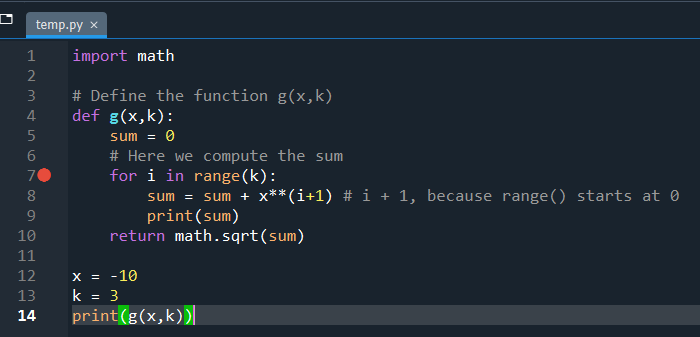 temp.py ×
1 import math
2
3 # Define the function g(x,k)
4 def g(x,k):
5     sum = 0
6     # Here we compute the sum
7     for i in range(k):
8         sum = sum + x**(i+1) # i + 1, because range() starts at 0
9         print(sum)
10     return math.sqrt(sum)
11
12 x = -10
13 k = 3
14 print(g(x,k))